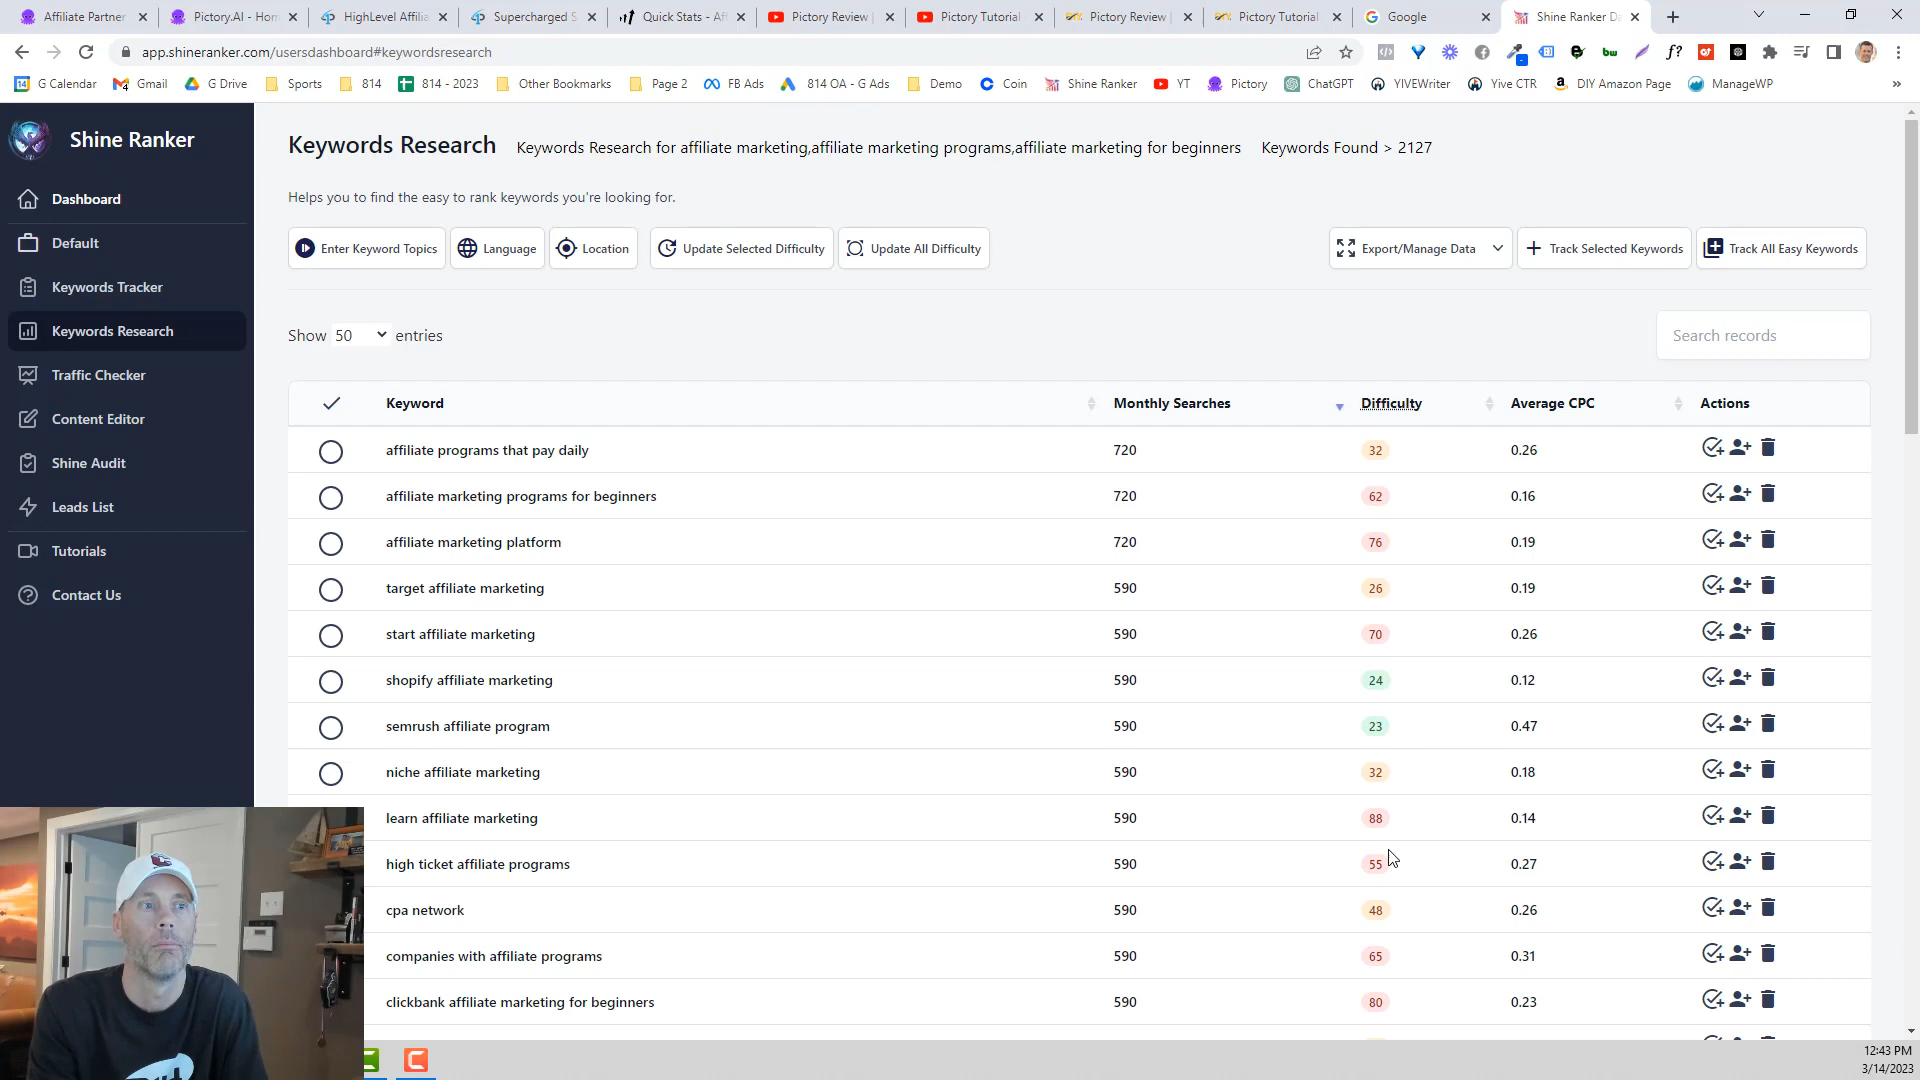 Affiliate Partner
Pictory.AI - Hom
HighLevel Affilia
Supercharged S
Quick Stats - Af
Pictory Review |
Pictory Tutorial
Pictory Review |
Pictory Tutorial
Google
Shine Ranker Da
app.shineranker.com/usersdashboard#keywordsresearch
G Calendar
Gmail
G Drive
Sports
814
814 - 2023
Other Bookmarks
Page 2
FB Ads
814 OA - G Ads
Demo
Coin
Shine Ranker
YT
Pictory
ChatGPT
YIVEWriter
Yive CTR
DIY Amazon Page
ManageWP
Shine Ranker
Dashboard
Default
Keywords Tracker
Keywords Research
Traffic Checker
Content Editor
Shine Audit
Leads List
Tutorials
Contact Us
Keywords Research Keywords Research for affiliate marketing,affiliate marketing programs,affiliate marketing for beginners Keywords Found > 2127
Helps you to find the easy to rank keywords you're looking for.
Enter Keyword Topics Language Location Update Selected Difficulty Update All Difficulty Export/Manage Data Track Selected Keywords Track All Easy Keywords
Show 50 entries Search records
Keyword Monthly Searches Difficulty Average CPC Actions
affiliate programs that pay daily 720 32 0.26
affiliate marketing programs for beginners 720 62 0.16
affiliate marketing platform 720 76 0.19
target affiliate marketing 590 26 0.19
start affiliate marketing 590 70 0.26
shopify affiliate marketing 590 24 0.12
semrush affiliate program 590 23 0.47
niche affiliate marketing 590 32 0.18
learn affiliate marketing 590 88 0.14
high ticket affiliate programs 590 55 0.27
cpa network 590 48 0.26
companies with affiliate programs 590 65 0.31
clickbank affiliate marketing for beginners 590 80 0.23
12:43 PM
3/14/2023